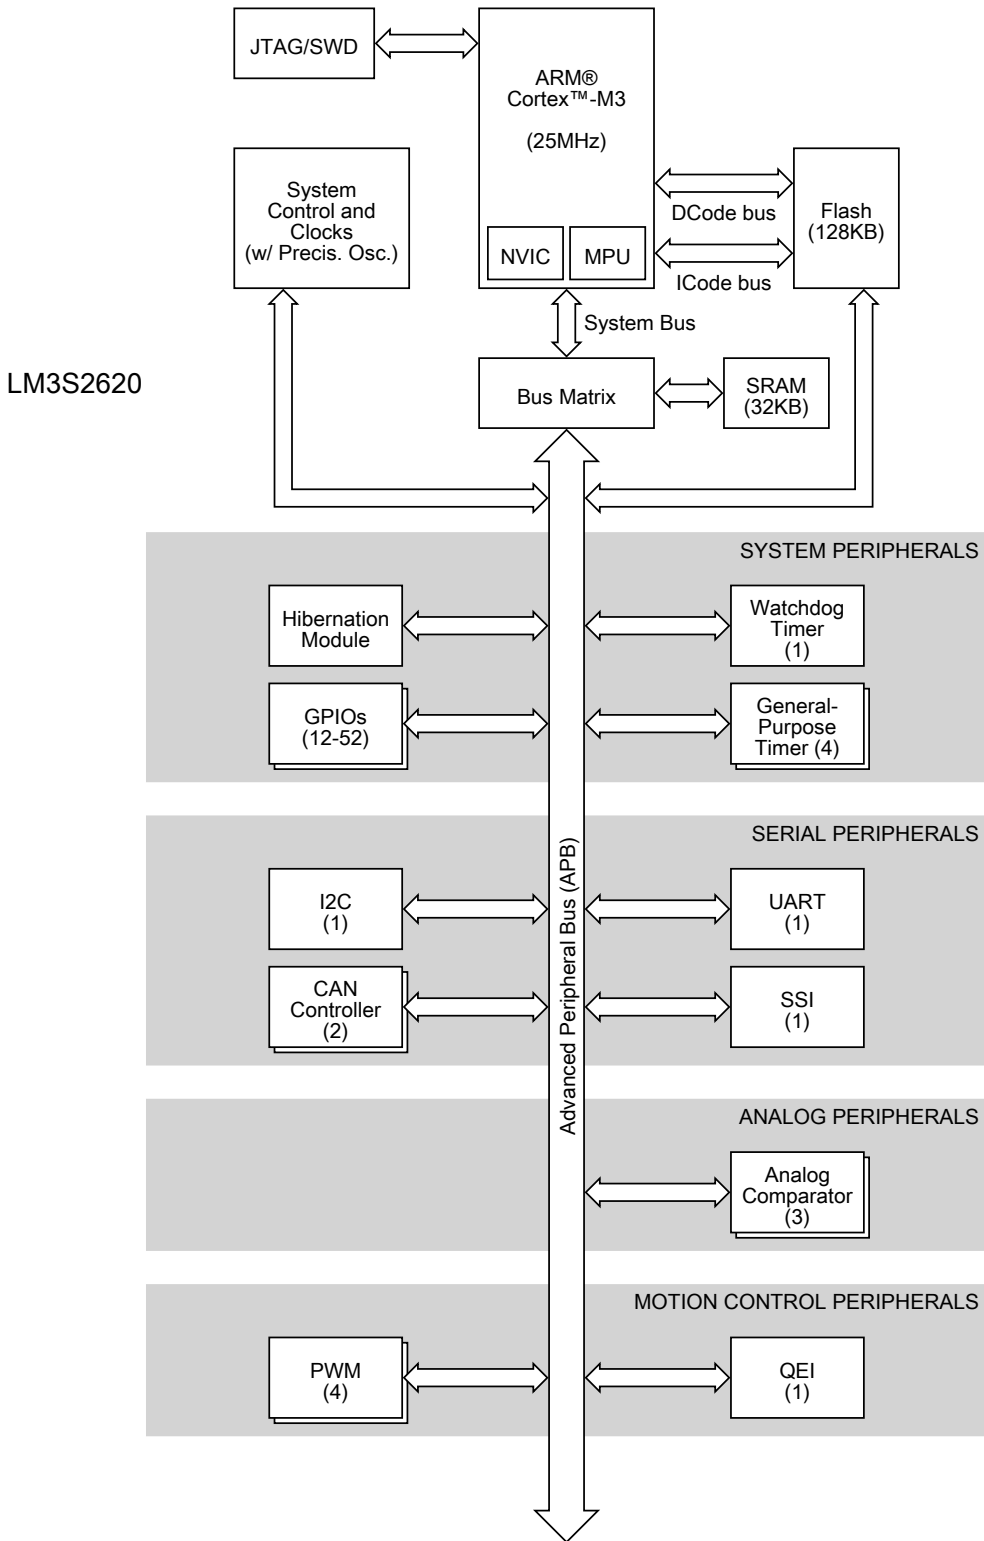 JTAG/SWD
ARM®
Cortex™-M3
(25MHz)
System
Control and
Clocks
(w/ Precis. Osc.)
DCode bus
Flash
(128KB)
NVIC
MPU
ICode bus
System Bus
LM3S2620
Bus Matrix
SRAM
(32KB)
SYSTEM PERIPHERALS
Hibernation
Module
Watchdog
Timer
(1)
GPIOs
(12-52)
General-
Purpose
Timer (4)
Advanced Peripheral Bus (APB)
SERIAL PERIPHERALS
I2C
(1)
UART
(1)
CAN
Controller
(2)
SSI
(1)
ANALOG PERIPHERALS
Analog
Comparator
(3)
MOTION CONTROL PERIPHERALS
PWM
(4)
QEI
(1)